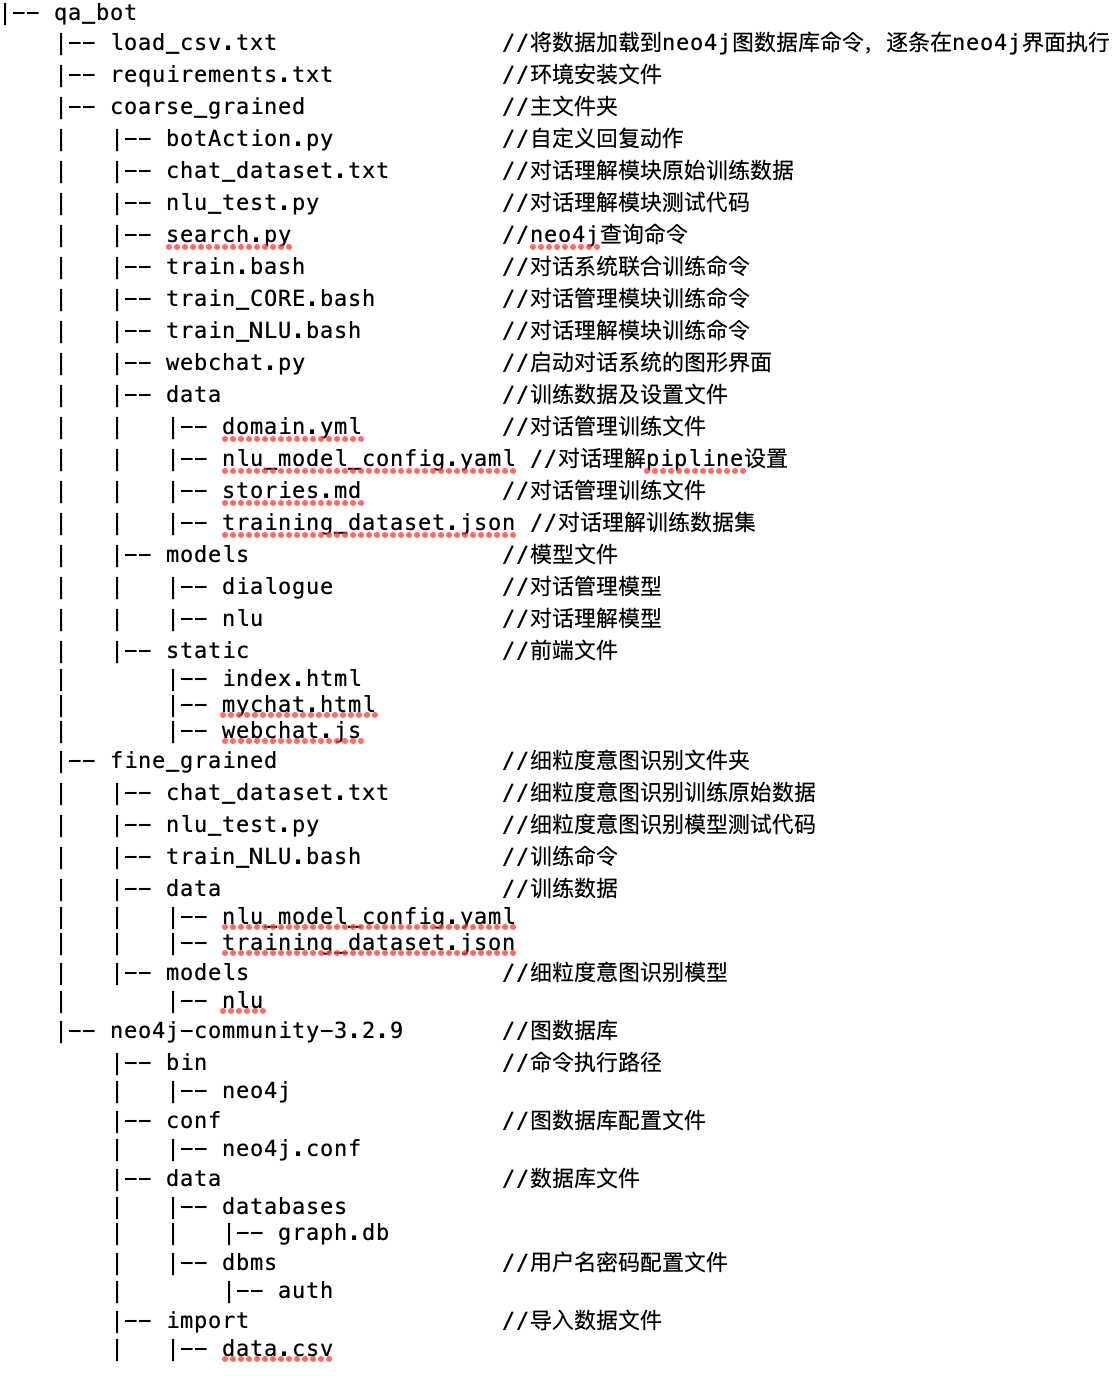 |-- qa_bot
    |-- load_csv.txt                //将数据加载到neo4j图数据库命令，逐条在neo4j界面执行
    |-- requirements.txt            //环境安装文件
    |-- coarse_grained              //主文件夹
    |   |-- botAction.py            //自定义回复动作
    |   |-- chat_dataset.txt        //对话理解模块原始训练数据
    |   |-- nlu_test.py             //对话理解模块测试代码
    |   |-- search.py               //neo4j查询命令
    |   |-- train.bash              //对话系统联合训练命令
    |   |-- train_CORE.bash         //对话管理模块训练命令
    |   |-- train_NLU.bash          //对话理解模块训练命令
    |   |-- webchat.py              //启动对话系统的图形界面
    |   |-- data                    //训练数据及设置文件
    |   |   |-- domain.yml          //对话管理训练文件
    |   |   |-- nlu_model_config.yaml //对话理解pipline设置
    |   |   |-- stories.md          //对话管理训练文件
    |   |   |-- training_dataset.json //对话理解训练数据集
    |   |-- models                  //模型文件
    |   |   |-- dialogue            //对话管理模型
    |   |   |-- nlu                 //对话理解模型
    |   |-- static                  //前端文件
    |       |-- index.html
    |       |-- mychat.html
    |       |-- webchat.js
    |-- fine_grained                //细粒度意图识别文件夹
    |   |-- chat_dataset.txt        //细粒度意图识别训练原始数据
    |   |-- nlu_test.py             //细粒度意图识别模型测试代码
    |   |-- train_NLU.bash          //训练命令
    |   |-- data                    //训练数据
    |   |   |-- nlu_model_config.yaml
    |   |   |-- training_dataset.json
    |   |-- models                  //细粒度意图识别模型
    |       |-- nlu
    |-- neo4j-community-3.2.9       //图数据库
        |-- bin                     //命令执行路径
        |   |-- neo4j
        |-- conf                    //图数据库配置文件
        |   |-- neo4j.conf
        |-- data                    //数据库文件
        |   |-- databases
        |   |   |-- graph.db
        |   |-- dbms                //用户名密码配置文件
        |       |-- auth
        |-- import                  //导入数据文件
        |   |-- data.csv